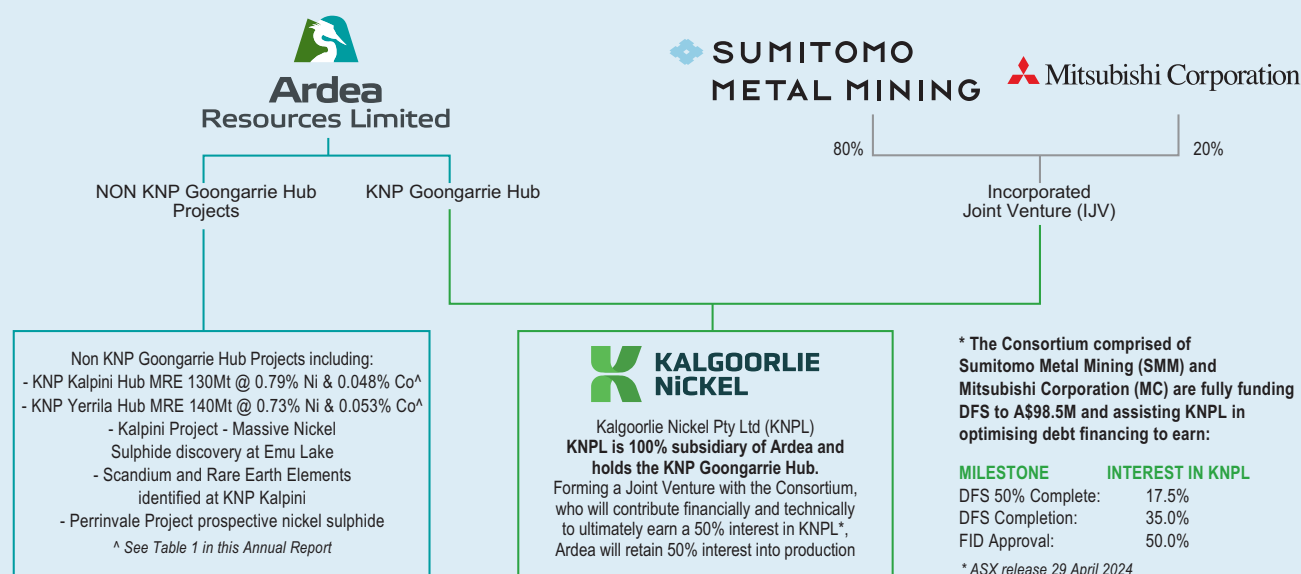 Ardea
Resources Limited
SUMITOMO
METAL MINING
Mitsubishi Corporation
80%
20%
NON KNP Goongarrie Hub
Projects
KNP Goongarrie Hub
Incorporated
Joint Venture (IJV)
Non KNP Goongarrie Hub Projects including:
- KNP Kalpini Hub MRE 130Mt @ 0.79% Ni & 0.048% Co^
- KNP Yerrila Hub MRE 140Mt @ 0.73% Ni & 0.053% Co^
- Kalpini Project - Massive Nickel
Sulphide discovery at Emu Lake
- Scandium and Rare Earth Elements
identified at KNP Kalpini
- Perrinvale Project prospective nickel sulphide
^ See Table 1 in this Annual Report
KALGOORLIE
NiCKEL
Kalgoorlie Nickel Pty Ltd (KNPL)
KNPL is 100% subsidiary of Ardea and
holds the KNP Goongarrie Hub.
Forming a Joint Venture with the Consortium,
who will contribute financially and technically
to ultimately earn a 50% interest in KNPL*,
Ardea will retain 50% interest into production
* The Consortium comprised of
Sumitomo Metal Mining (SMM) and
Mitsubishi Corporation (MC) are fully funding
DFS to A$98.5M and assisting KNPL in
optimising debt financing to earn:
MILESTONE INTEREST IN KNPL
DFS 50% Complete: 17.5%
DFS Completion: 35.0%
FID Approval: 50.0%
* ASX release 29 April 2024